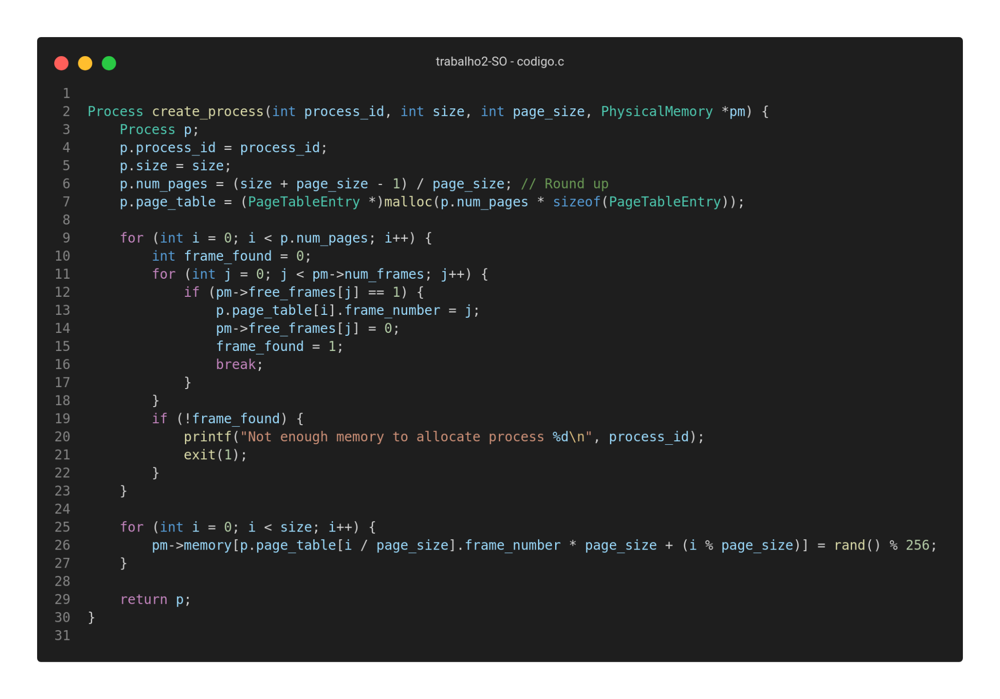 trabalho2-SO - codigo.c
1
2 Process create_process(int process_id, int size, int page_size, PhysicalMemory *pm) {
3     Process p;
4     p.process_id = process_id;
5     p.size = size;
6     p.num_pages = (size + page_size - 1) / page_size; // Round up
7     p.page_table = (PageTableEntry *)malloc(p.num_pages * sizeof(PageTableEntry));
8
9     for (int i = 0; i < p.num_pages; i++) {
10         int frame_found = 0;
11         for (int j = 0; j < pm->num_frames; j++) {
12             if (pm->free_frames[j] == 1) {
13                 p.page_table[i].frame_number = j;
14                 pm->free_frames[j] = 0;
15                 frame_found = 1;
16                 break;
17             }
18         }
19         if (!frame_found) {
20             printf("Not enough memory to allocate process %d\n", process_id);
21             exit(1);
22         }
23     }
24
25     for (int i = 0; i < size; i++) {
26         pm->memory[p.page_table[i / page_size].frame_number * page_size + (i % page_size)] = rand() % 256;
27     }
28
29     return p;
30 }
31